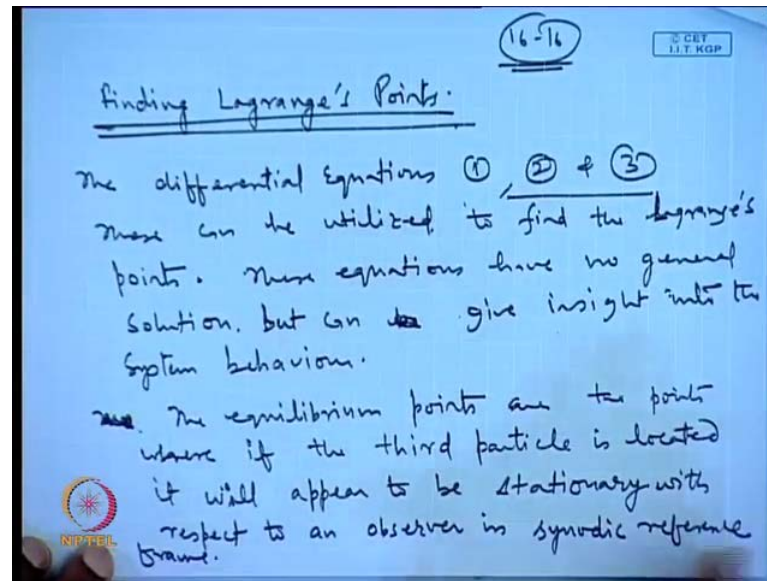 16-16
© CET
I.I.T. KGP
Finding Lagrange's Points.
The differential Equations ①, ② & ③
These can be utilized to find the Lagrange's
points. These equations have no general
solution. but can give insight into the
system behaviour.
The equilibrium points are the points
where if the third particle is located
it will appear to be stationary with
respect to an observer in synodic reference
frame.
NPTEL